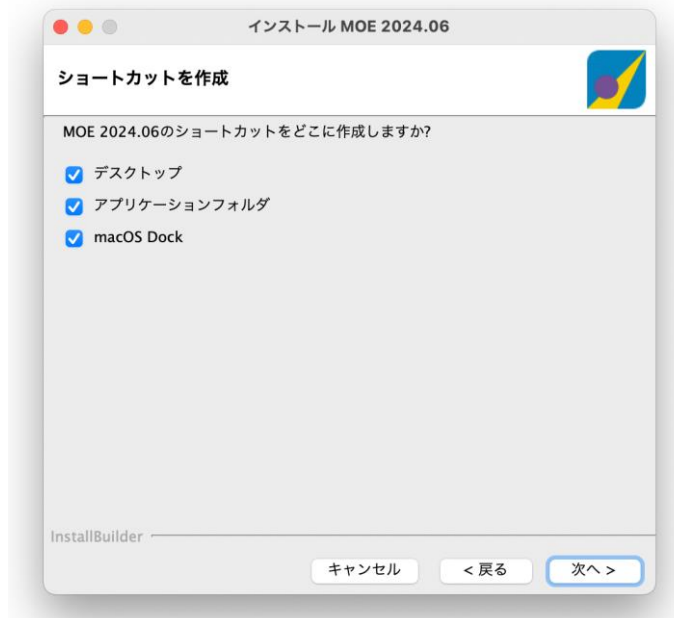 インストール MOE 2024.06
ショートカットを作成
MOE 2024.06のショートカットをどこに作成しますか?
デスクトップ
アプリケーションフォルダ
macOS Dock
InstallBuilder
キャンセル
< 戻る
次へ >